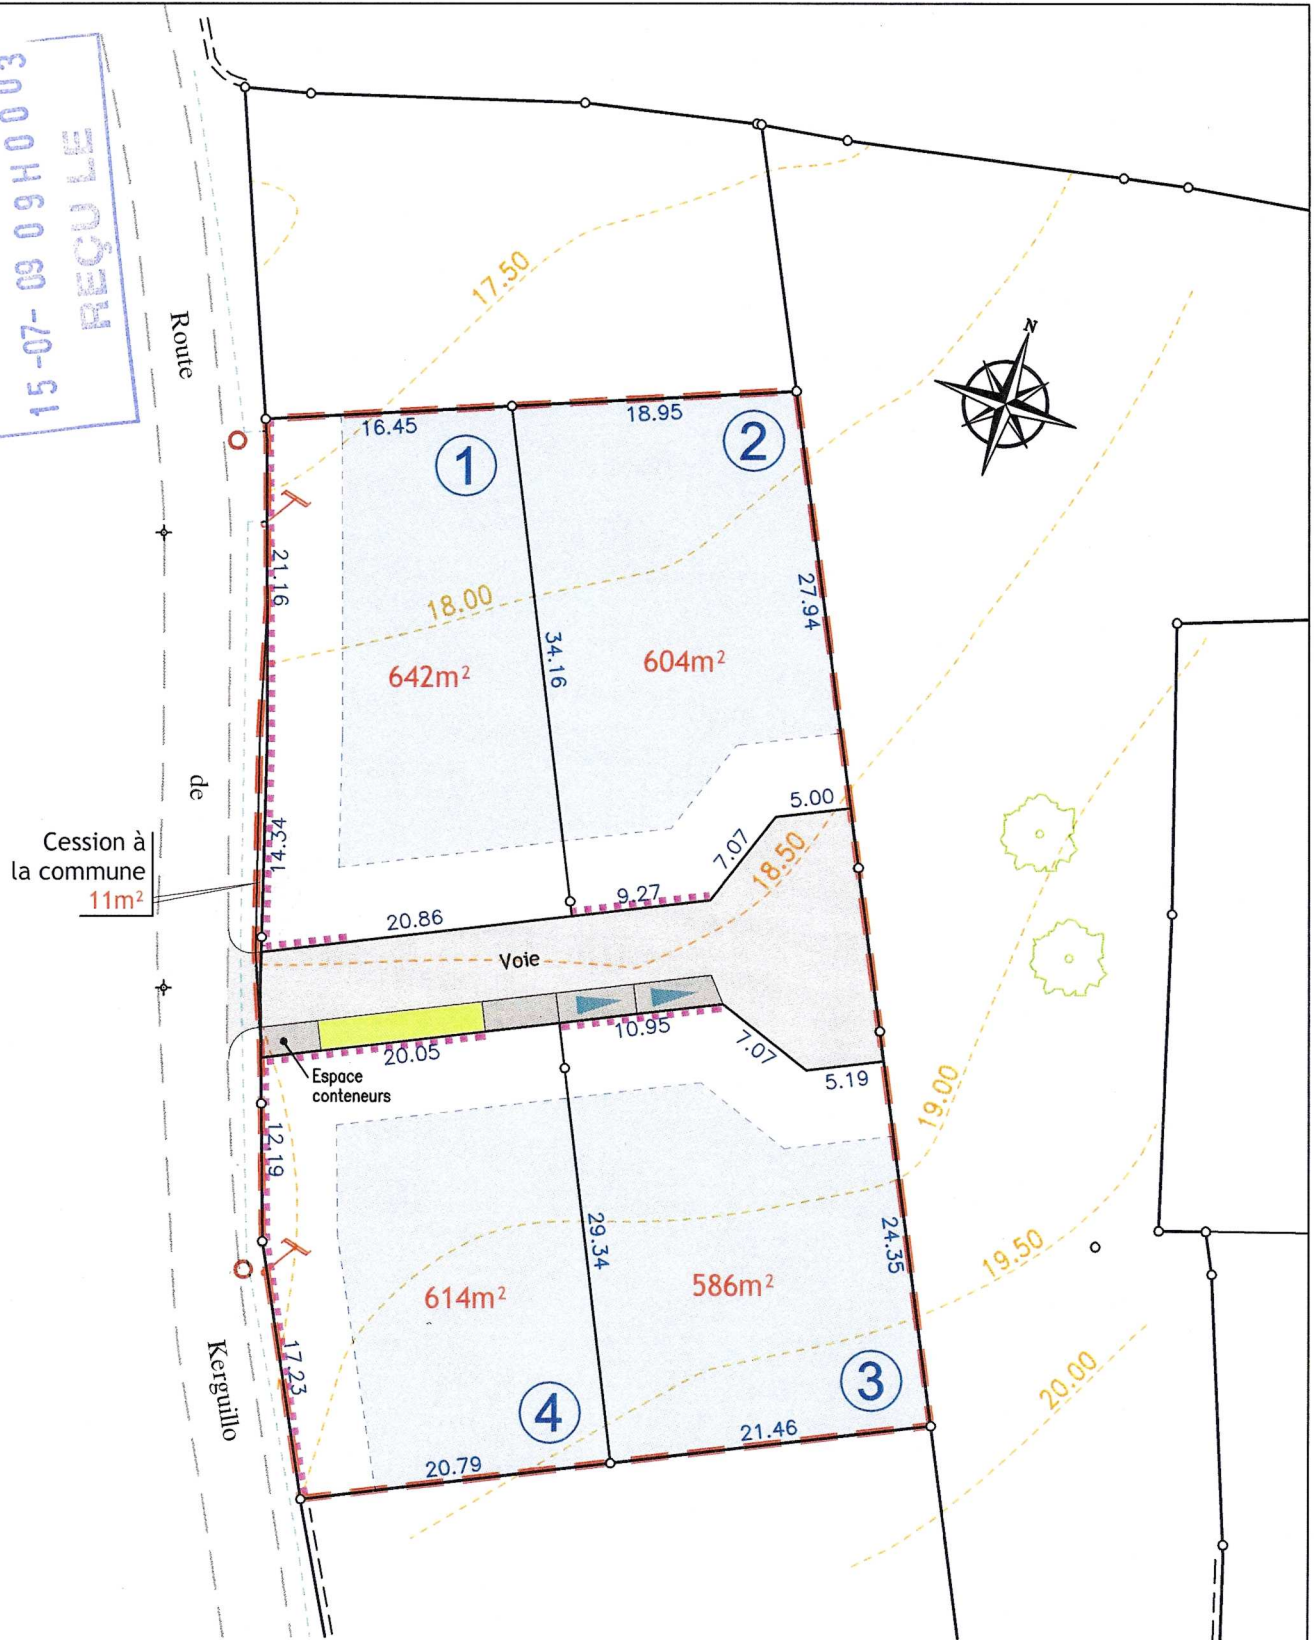 15-07- 09 09H0003
REÇU LE
Route
de
Kerguillo
N
17.50
16.45
18.95
1
2
21.16
27.94
18.00
34.16
642m²
604m²
14.34
5.00
7.07
18.50
9.27
20.86
Cession à
la commune
11m²
Voie
10.95
20.05
7.07
5.19
Espace
conteneurs
12.19
19.00
29.34
24.35
19.50
614m²
586m²
17.23
20.00
4
3
21.46
20.79